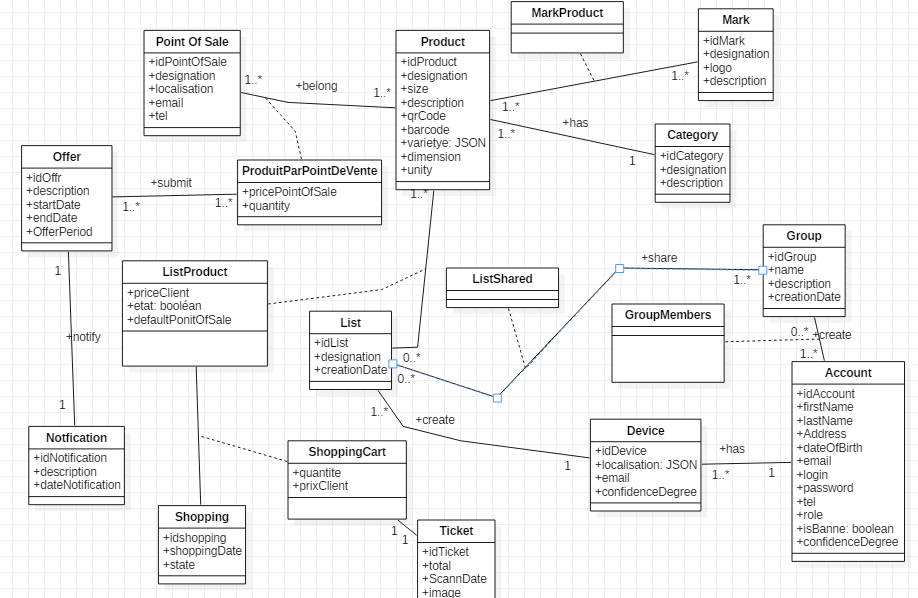 MarkProduct
Mark
+idMark
+designation
+logo
+description
1..*
Point Of Sale
+idPointOfSale
+designation
+localisation
+email
+tel
1..*
+belong
1..*
Product
+idProduct
+designation
+size
+description
+qrCode
+barcode
+varietye: JSON
+dimension
+unity
1..*
1..*
1..*
+has
1
Category
+idCategory
+designation
+description
Offer
+idOffr
+description
+startDate
+endDate
+OfferPeriod
+submit
1..*
1..*
ProduitParPointDeVente
+pricePointOfSale
+quantity
Group
+idGroup
+name
+description
+creationDate
+share
1..*
ListProduct
+priceClient
+etat: booléan
+defaultPonitOfSale
ListShared
GroupMembers
0..*
+create
1..*
List
+idList
+designation
+creationDate
0..*
0..*
1..*
+create
1
1
+notify
1
Account
+idAccount
+firstName
+lastName
+Address
+dateOfBirth
+email
+login
+password
+tel
+role
+isBanne: boolean
+confidenceDegree
Device
+idDevice
+localisation: JSON
+email
+confidenceDegree
+has
1..*
1
Notfication
+idNotification
+description
+dateNotification
ShoppingCart
+quantite
+prixClient
1
1
Shopping
+idshopping
+shoppingDate
+state
Ticket
+idTicket
+total
+ScannDate
+image